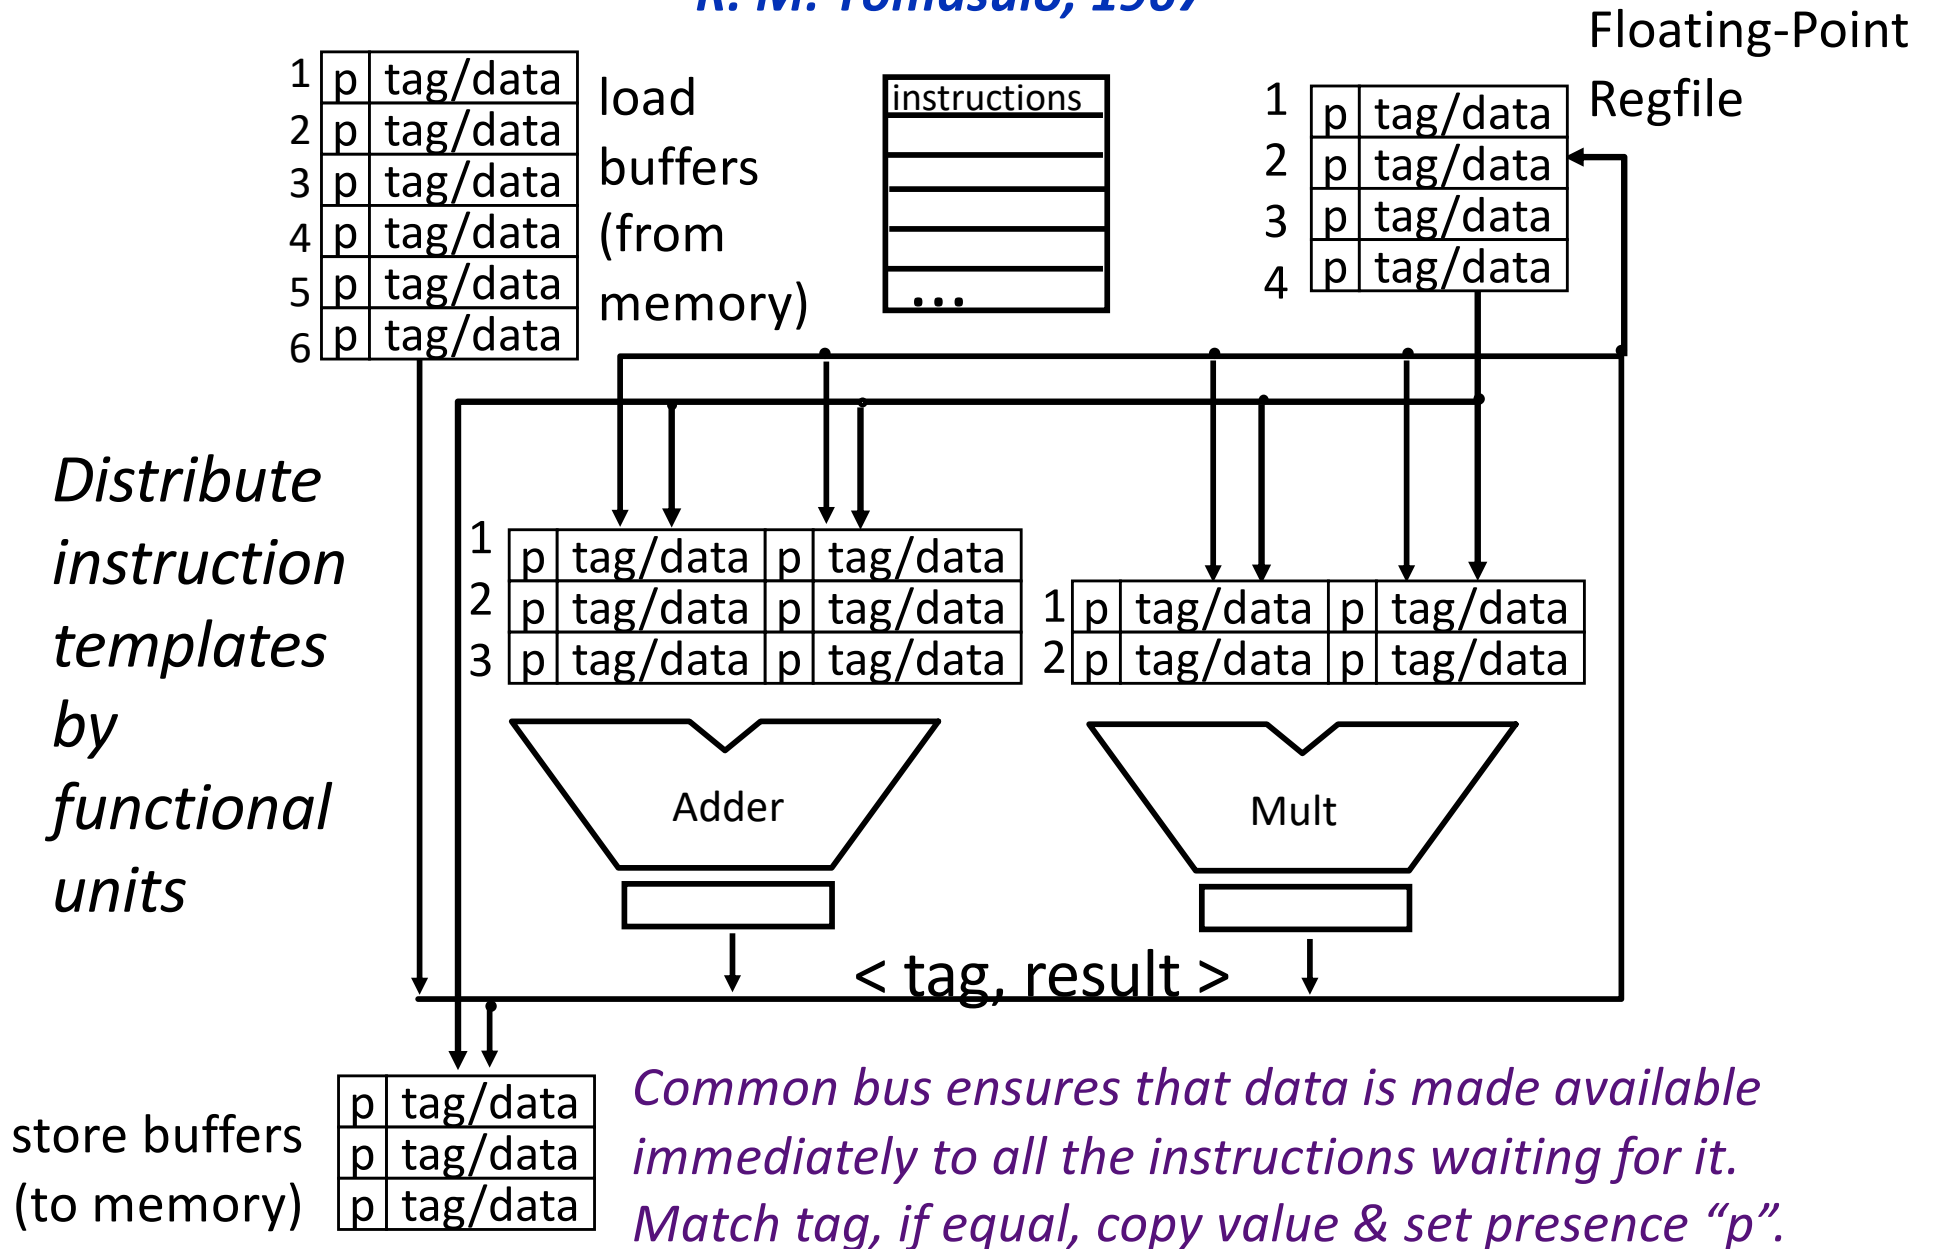 R. M. Tomasulo, 1967
Floating-Point
Regfile
1 p tag/data
2 p tag/data
3 p tag/data
4 p tag/data
5 p tag/data
6 p tag/data
load
buffers
(from
memory)
instructions
...
1 p tag/data
2 p tag/data
3 p tag/data
4 p tag/data
Distribute
instruction
templates
by
functional
units
1 p tag/data p tag/data
2 p tag/data p tag/data
3 p tag/data p tag/data
1 p tag/data p tag/data
2 p tag/data p tag/data
Adder
Mult
< tag, result >
store buffers
(to memory)
p tag/data
p tag/data
p tag/data
Common bus ensures that data is made available
immediately to all the instructions waiting for it.
Match tag, if equal, copy value & set presence “p”.